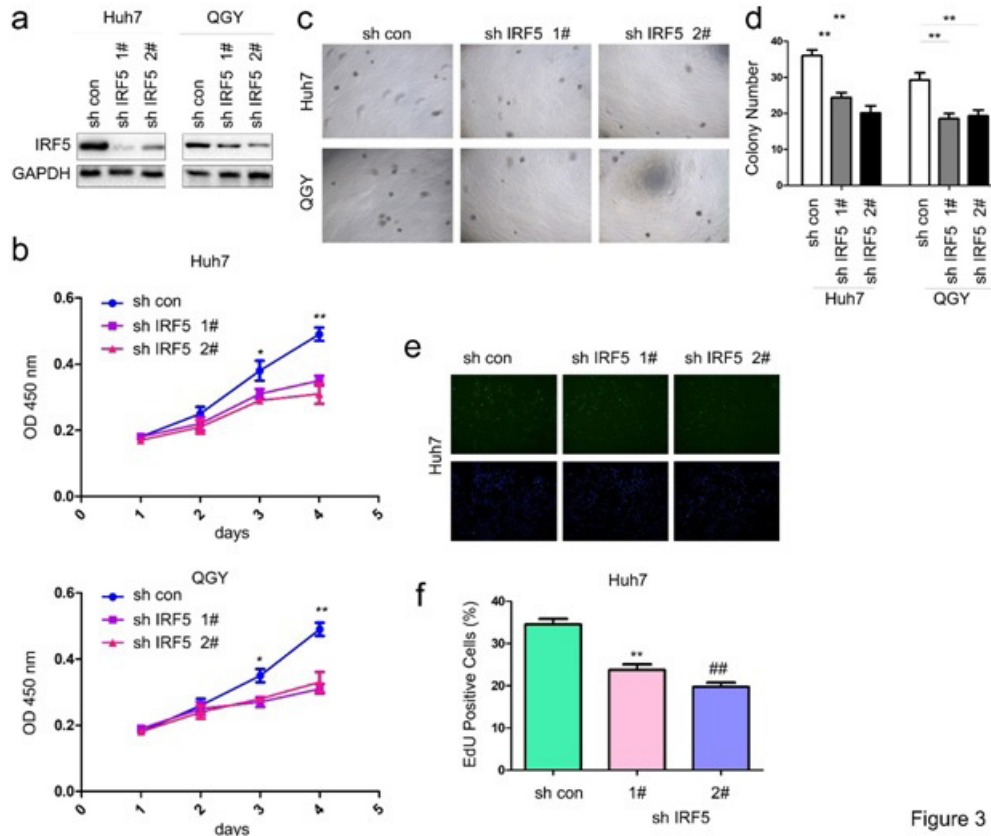 a
Huh7
QGY
sh con
sh IRF5 1#
sh IRF5 2#
sh con
sh IRF5 1#
sh IRF5 2#
IRF5
GAPDH
b
Huh7
sh con
sh IRF5 1#
sh IRF5 2#
*
**
OD 450 nm
0.6
0.4
0.2
0.0
0 1 2 3 4 5
days
QGY
sh con
sh IRF5 1#
sh IRF5 2#
*
**
OD 450 nm
0.6
0.4
0.2
0.0
0 1 2 3 4 5
days
c
sh con sh IRF5 1# sh IRF5 2#
Huh7
QGY
d
** **
** **
Colony Number
40
30
20
10
0
sh con
sh IRF5 1#
sh IRF5 2#
sh con
sh IRF5 1#
sh IRF5 2#
Huh7 QGY
e
sh con sh IRF5 1# sh IRF5 2#
Huh7
f
Huh7
EdU Positive Cells (%)
40
30
20
10
0
** ##
sh con 1# 2#
sh IRF5
Figure 3